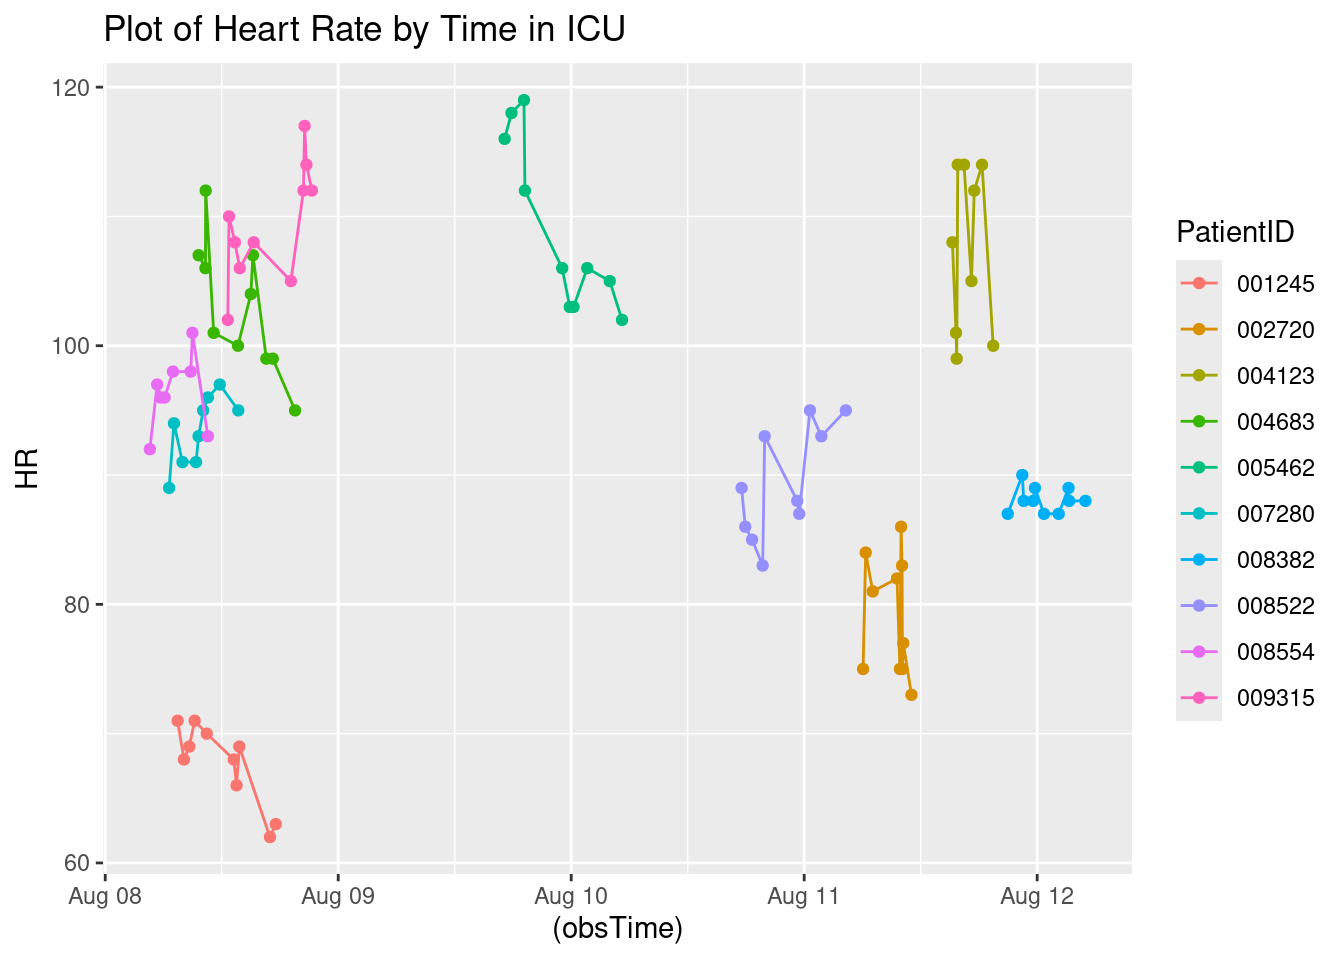 Plot of Heart Rate by Time in ICU
120
100
80
60
HR
Aug 08
Aug 09
Aug 10
Aug 11
Aug 12
(obsTime)
PatientID
001245
002720
004123
004683
005462
007280
008382
008522
008554
009315